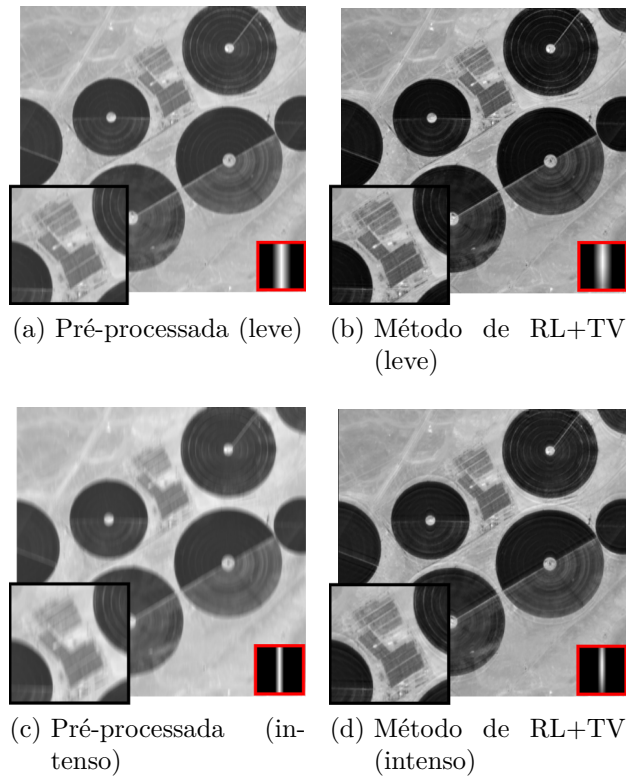 (a) Pré-processada (leve)
(b) Método de RL+TV
(leve)
(c) Pré-processada (in-
tenso)
(d) Método de RL+TV
(intenso)